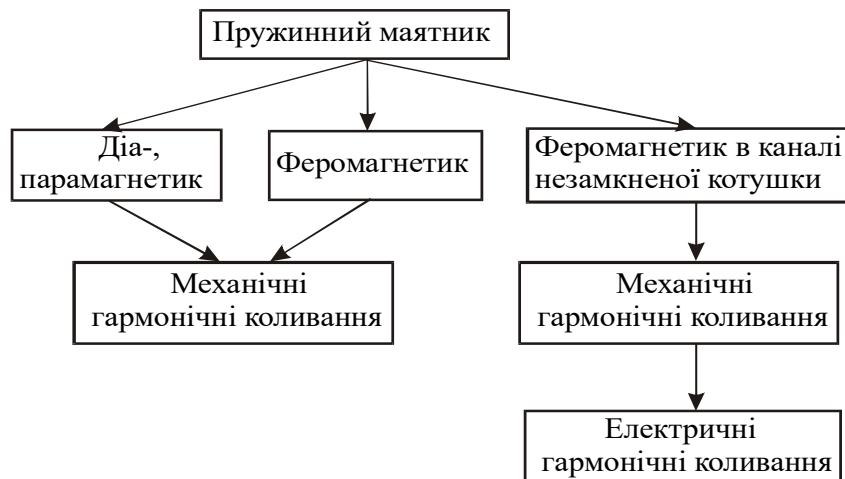 Пружинний маятник
Діа-,
парамагнетик
Феромагнетик
Феромагнетик в каналі
незамкненої котушки
Механічні
гармонічні коливання
Механічні
гармонічні коливання
Електричні
гармонічні коливання